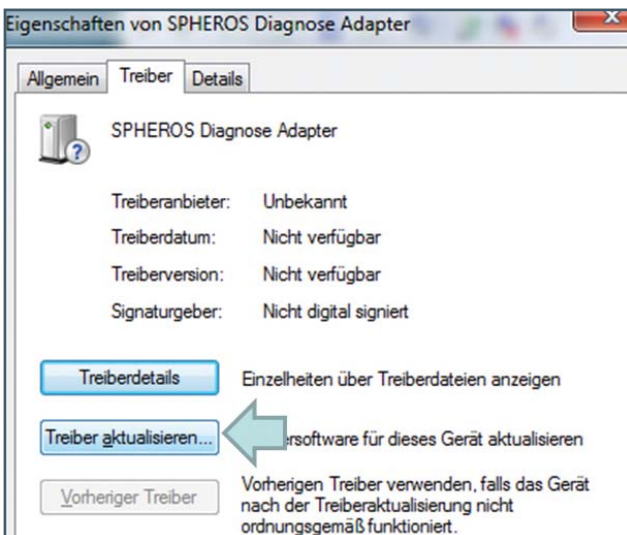 Eigenschaften von SPHEROS Diagnose Adapter
Allgemein Treiber Details
SPHEROS Diagnose Adapter
Treiberanbieter: Unbekannt
Treiberdatum: Nicht verfügbar
Treiberversion: Nicht verfügbar
Signaturgeber: Nicht digital signiert
Treiberdetails Einzelheiten über Treiberdateien anzeigen
Treiber aktualisieren... ersoftware für dieses Gerät aktualisieren
Vorheriger Treiber Vorherigen Treiber verwenden, falls das Gerät
nach der Treiberaktualisierung nicht
ordnungsgemäß funktioniert.